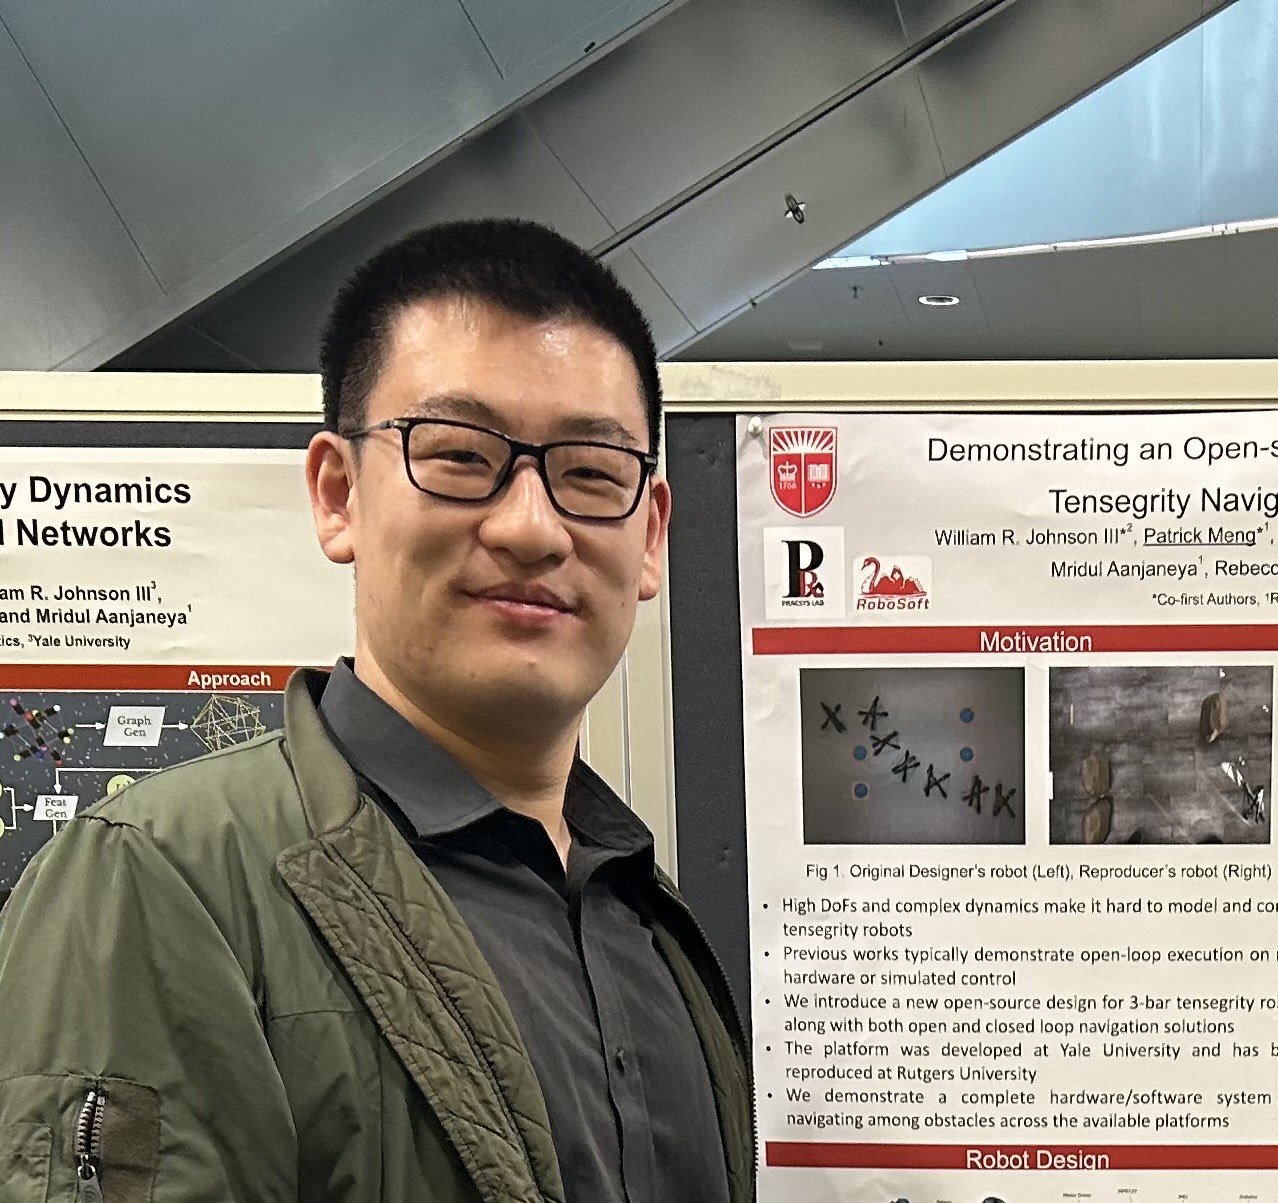 y Dynamics
l Networks
am R. Johnson III³,
and Mridul Aanjaneya¹
ics, ³Yale University
Approach
Graph
Gen
Feat
Gen
1766
PRACSYS LAB
RoboSoft
Demonstrating an Open-s
Tensegrity Navig
William R. Johnson III*², Patrick Meng*¹,
Mridul Aanjaneya¹, Rebecc
*Co-first Authors, ¹R
Motivation
Fig 1. Original Designer's robot (Left), Reproducer's robot (Right)
• High DoFs and complex dynamics make it hard to model and co
tensegrity robots
• Previous works typically demonstrate open-loop execution on
hardware or simulated control
• We introduce a new open-source design for 3-bar tensegrity ro
along with both open and closed loop navigation solutions
• The platform was developed at Yale University and has b
reproduced at Rutgers University
• We demonstrate a complete hardware/software system
navigating among obstacles across the available platforms
Robot Design